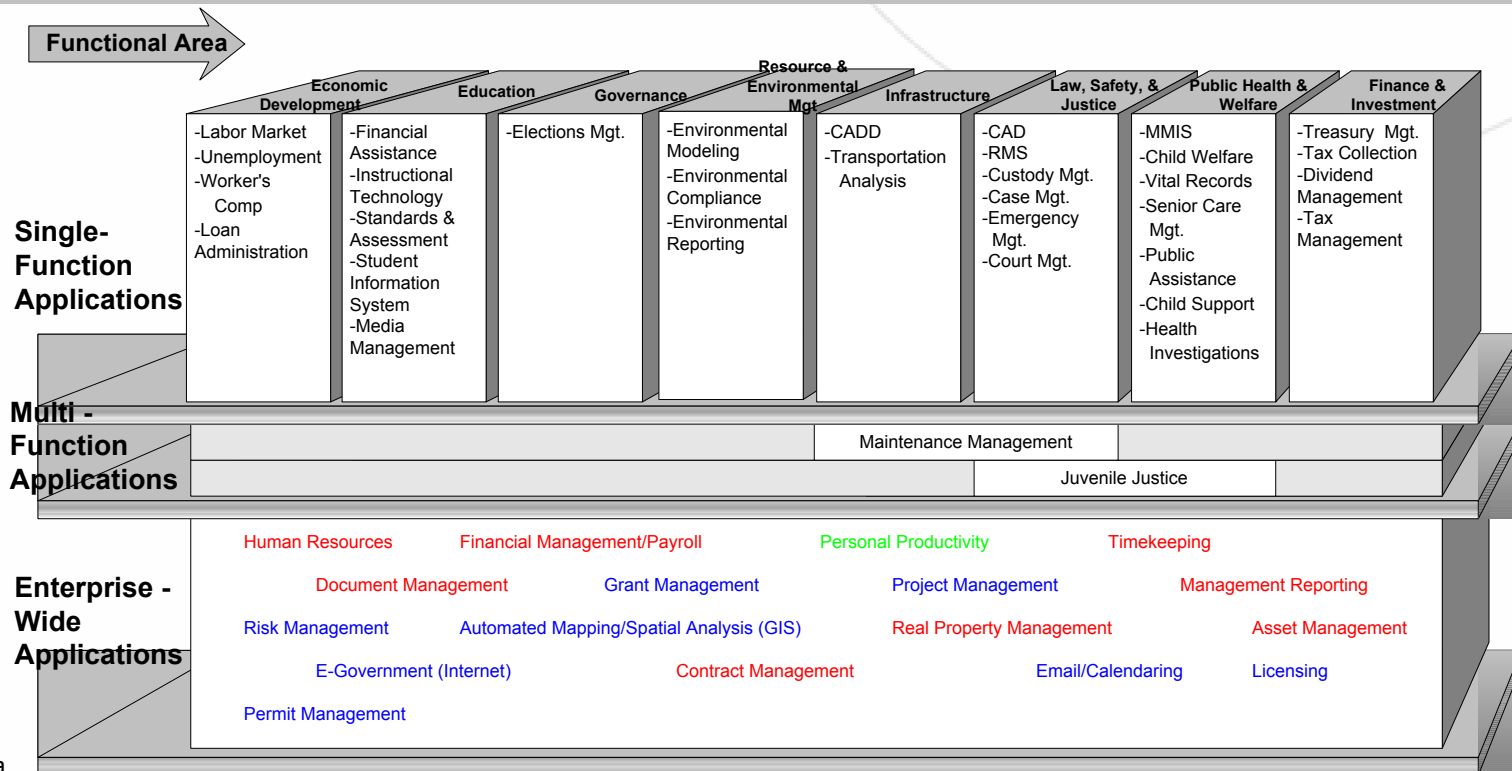 Functional Area
Economic
Development
Education
Governance
Resource &
Environmental
Mgt
Infrastructure
Law, Safety, &
Justice
Public Health &
Welfare
Finance &
Investment
Single-
Function
Applications
-Labor Market
-Unemployment
-Worker's
Comp
-Loan
Administration
-Financial
Assistance
-Instructional
Technology
-Standards &
Assessment
-Student
Information
System
-Media
Management
-Elections Mgt.
-Environmental
Modeling
-Environmental
Compliance
-Environmental
Reporting
-CADD
-Transportation
Analysis
-CAD
-RMS
-Custody Mgt.
-Case Mgt.
-Emergency
Mgt.
-Court Mgt.
-MMIS
-Child Welfare
-Vital Records
-Senior Care
Mgt.
-Public
Assistance
-Child Support
-Health
Investigations
-Treasury Mgt.
-Tax Collection
-Dividend
Management
-Tax
Management
Multi -
Function
Applications
Maintenance Management
Juvenile Justice
Enterprise -
Wide
Applications
Human Resources Financial Management/Payroll Personal Productivity Timekeeping
Document Management Grant Management Project Management Management Reporting
Risk Management Automated Mapping/Spatial Analysis (GIS) Real Property Management Asset Management
E-Government (Internet) Contract Management Email/Calendaring Licensing
Permit Management